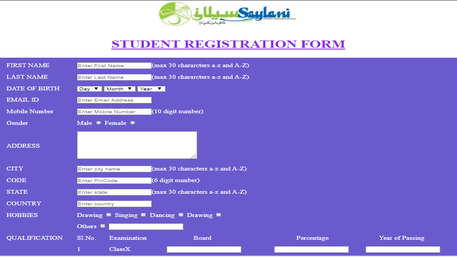 سیلانی Saylani
STUDENT REGISTRATION FORM
FIRST NAME Enter First Name (max 30 chararcters a-z and A-Z)
LAST NAME Enter Last Name (max 30 chararcters a-z and A-Z)
DATE OF BIRTH Day Month Year
EMAIL ID Enter Email Address
Mobile Number Enter Mobile Number (10 digit number)
Gender Male Female
ADDRESS
CITY Enter city name (max 30 characters a-z and A-Z)
CODE Enter PinCode (6 digit number)
STATE Enter state (max 30 characters a-z and A-Z)
COUNTRY Enter country
HOBBIES Drawing Singing Dancing Drawing
Others
QUALIFICATION Sl.No. Examination Board Percentage Year of Passing
1 ClassX